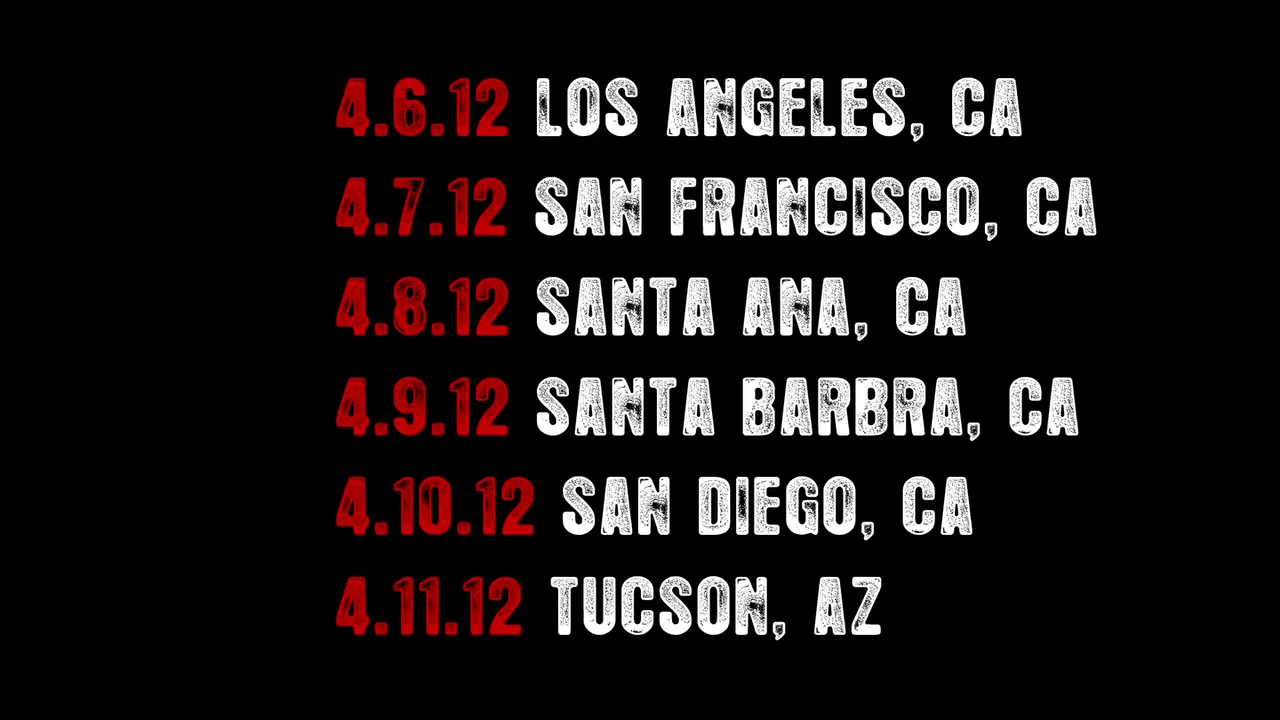 4.6.12 LOS ANGELES, CA
4.7.12 SAN FRANCISCO, CA
4.8.12 SANTA ANA, CA
4.9.12 SANTA BARBRA, CA
4.10.12 SAN DIEGO, CA
4.11.12 TUCSON, AZ